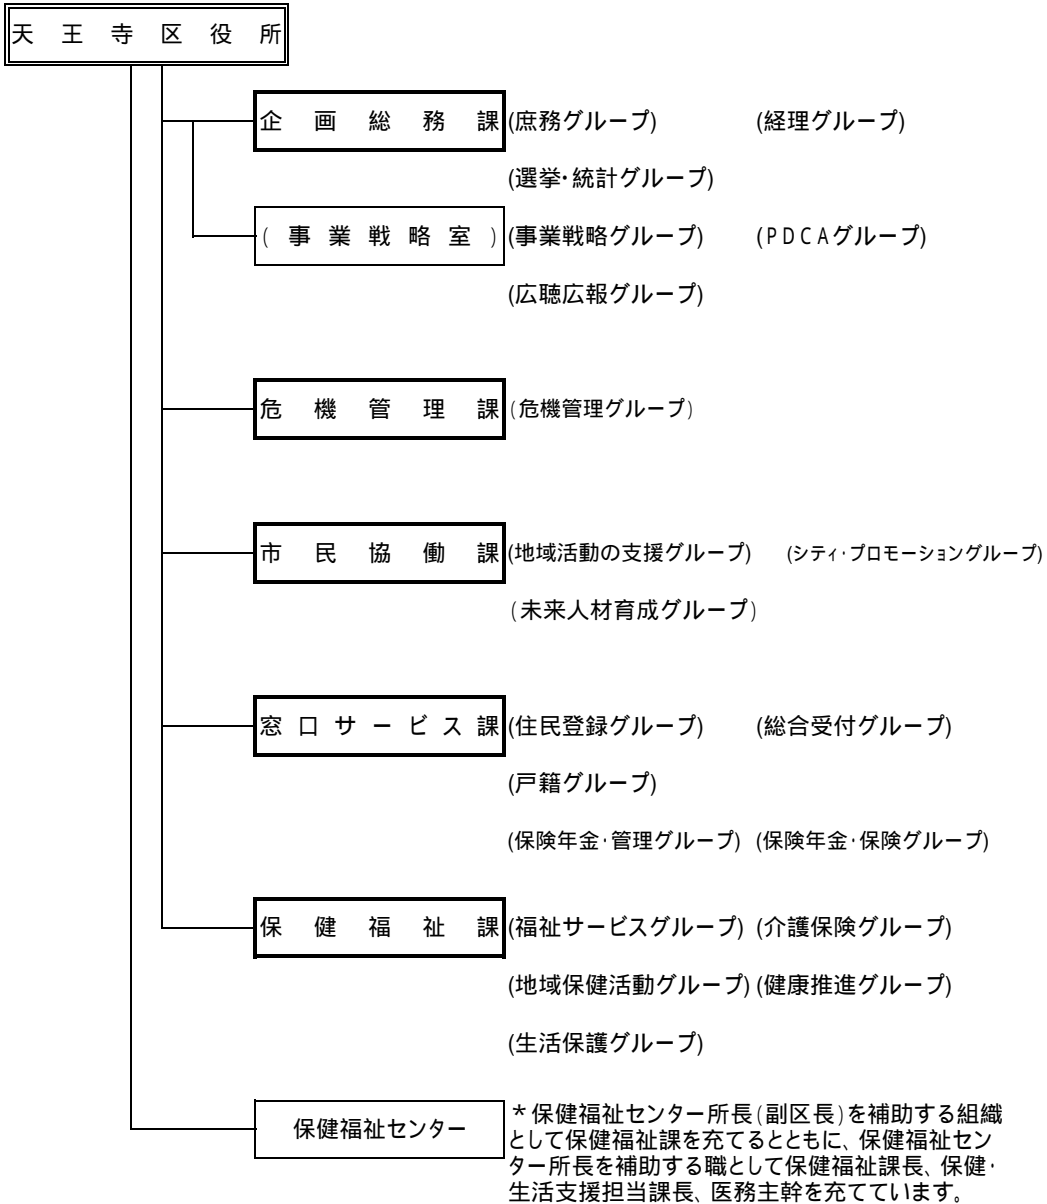 天王寺区役所
企画総務課 (庶務グループ) (経理グループ)
(選挙・統計グループ)
(事業戦略室) (事業戦略グループ) (PDCAグループ)
(広聴広報グループ)
危機管理課 (危機管理グループ)
市民協働課 (地域活動の支援グループ) (シティ・プロモーショングループ)
(未来人材育成グループ)
窓口サービス課 (住民登録グループ) (総合受付グループ)
(戸籍グループ)
(保険年金・管理グループ) (保険年金・保険グループ)
保健福祉課 (福祉サービスグループ) (介護保険グループ)
(地域保健活動グループ) (健康推進グループ)
(生活保護グループ)
保健福祉センター
*保健福祉センター所長(副区長)を補助する組織
として保健福祉課を充てるとともに、保健福祉セン
ター所長を補助する職として保健福祉課長、保健・
生活支援担当課長、医務主幹を充てています。